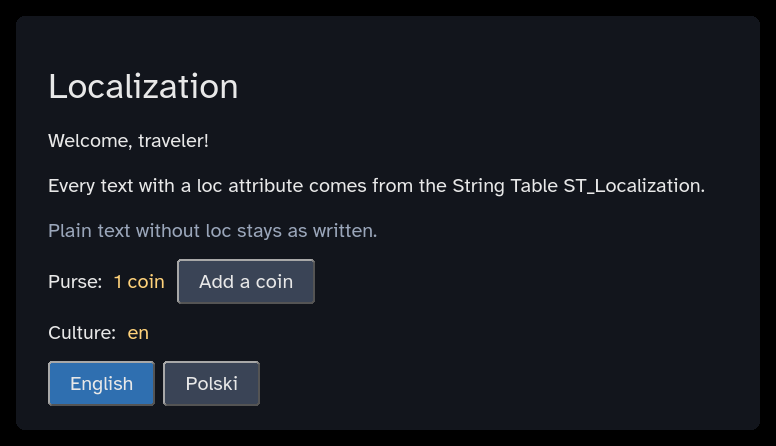 Localization
Welcome, traveler!
Every text with a loc attribute comes from the String Table ST_Localization.
Plain text without loc stays as written.
Purse: 1 coin Add a coin
Culture: en
English Polski